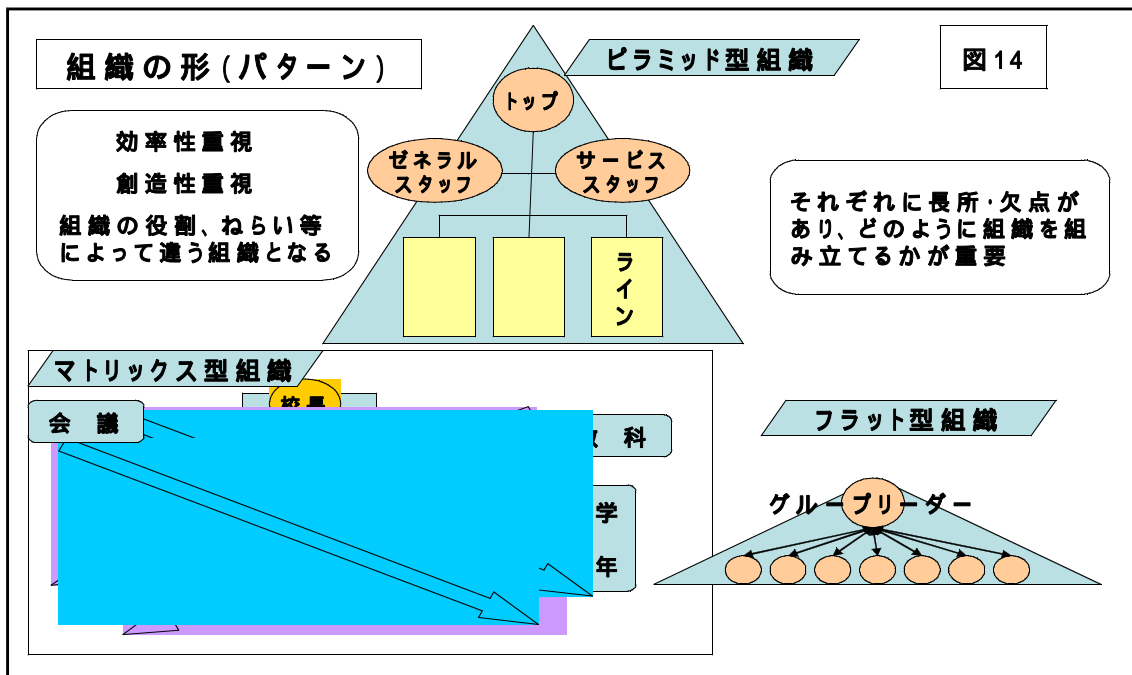 組織の形(パターン)
ピラミッド型組織
図14
トップ
ゼネラル
スタッフ
サービス
スタッフ
ライン
効率性重視
創造性重視
組織の役割、ねらい等
によって違う組織となる
それぞれに長所・欠点が
あり、どのように組織を組
み立てるかが重要
マトリックス型組織
校長
会議
科
学
年
フラット型組織
グループリーダー